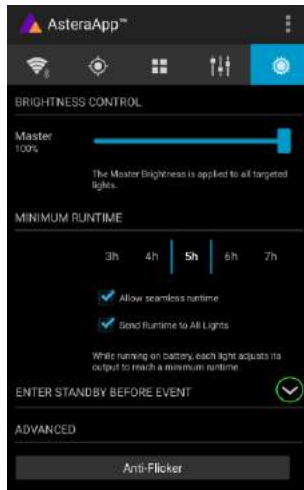 AsteraApp™
8
BRIGHTNESS CONTROL
Master
100%
The Master Brightness is applied to all targeted
lights.
MINIMUM RUNTIME
3h 4h 5h 6h 7h
Allow seamless runtime
Send Runtime to All Lights
While running on battery, each light adjusts its
output to reach a minimum runtime.
ENTER STANDBY BEFORE EVENT
ADVANCED
Anti-Flicker